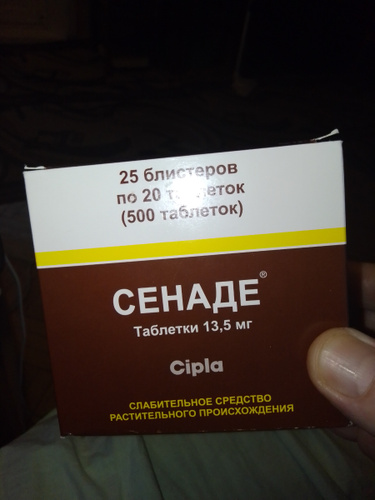 25 блистеров
по 20 таблеток
(500 таблеток)
СЕНАДЕ®
Таблетки 13,5 мг
Cipla
СЛАБИТЕЛЬНОЕ СРЕДСТВО
РАСТИТЕЛЬНОГО ПРОИСХОЖДЕНИЯ